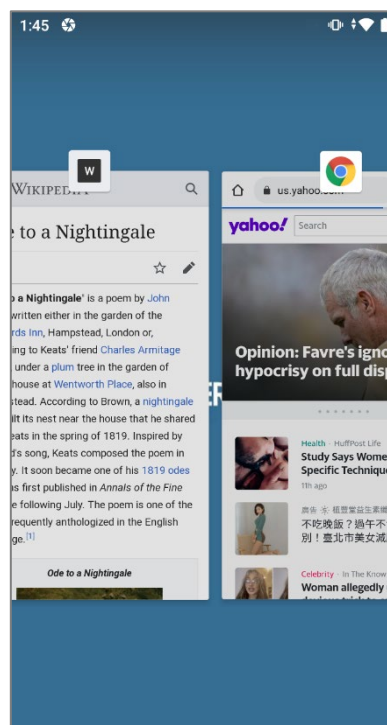 1:45
W
WIKIPEDIA
to a Nightingale
a Nightingale" is a poem by John
written either in the garden of the
rds Inn, Hampstead, London or,
ing to Keats' friend Charles Armitage
under a plum tree in the garden of
house at Wentworth Place, also in
stead. According to Brown, a nightingale
ilt its nest near the house that he shared
eats in the spring of 1819. Inspired by
d's song, Keats composed the poem in
y. It soon became one of his 1819 odes
s first published in Annals of the Fine
e following July. The poem is one of the
requently anthologized in the English
ge.[1]
Ode to a Nightingale
us.yahoo.com
yahoo!
Search
Opinion: Favre's igno
hypocrisy on full disp
Health · HuffPost Life
Study Says Wome
Specific Technique
11h ago
不吃晚飯？過午不
別！臺北市美女減
Celebrity · In The Know
Woman allegedly